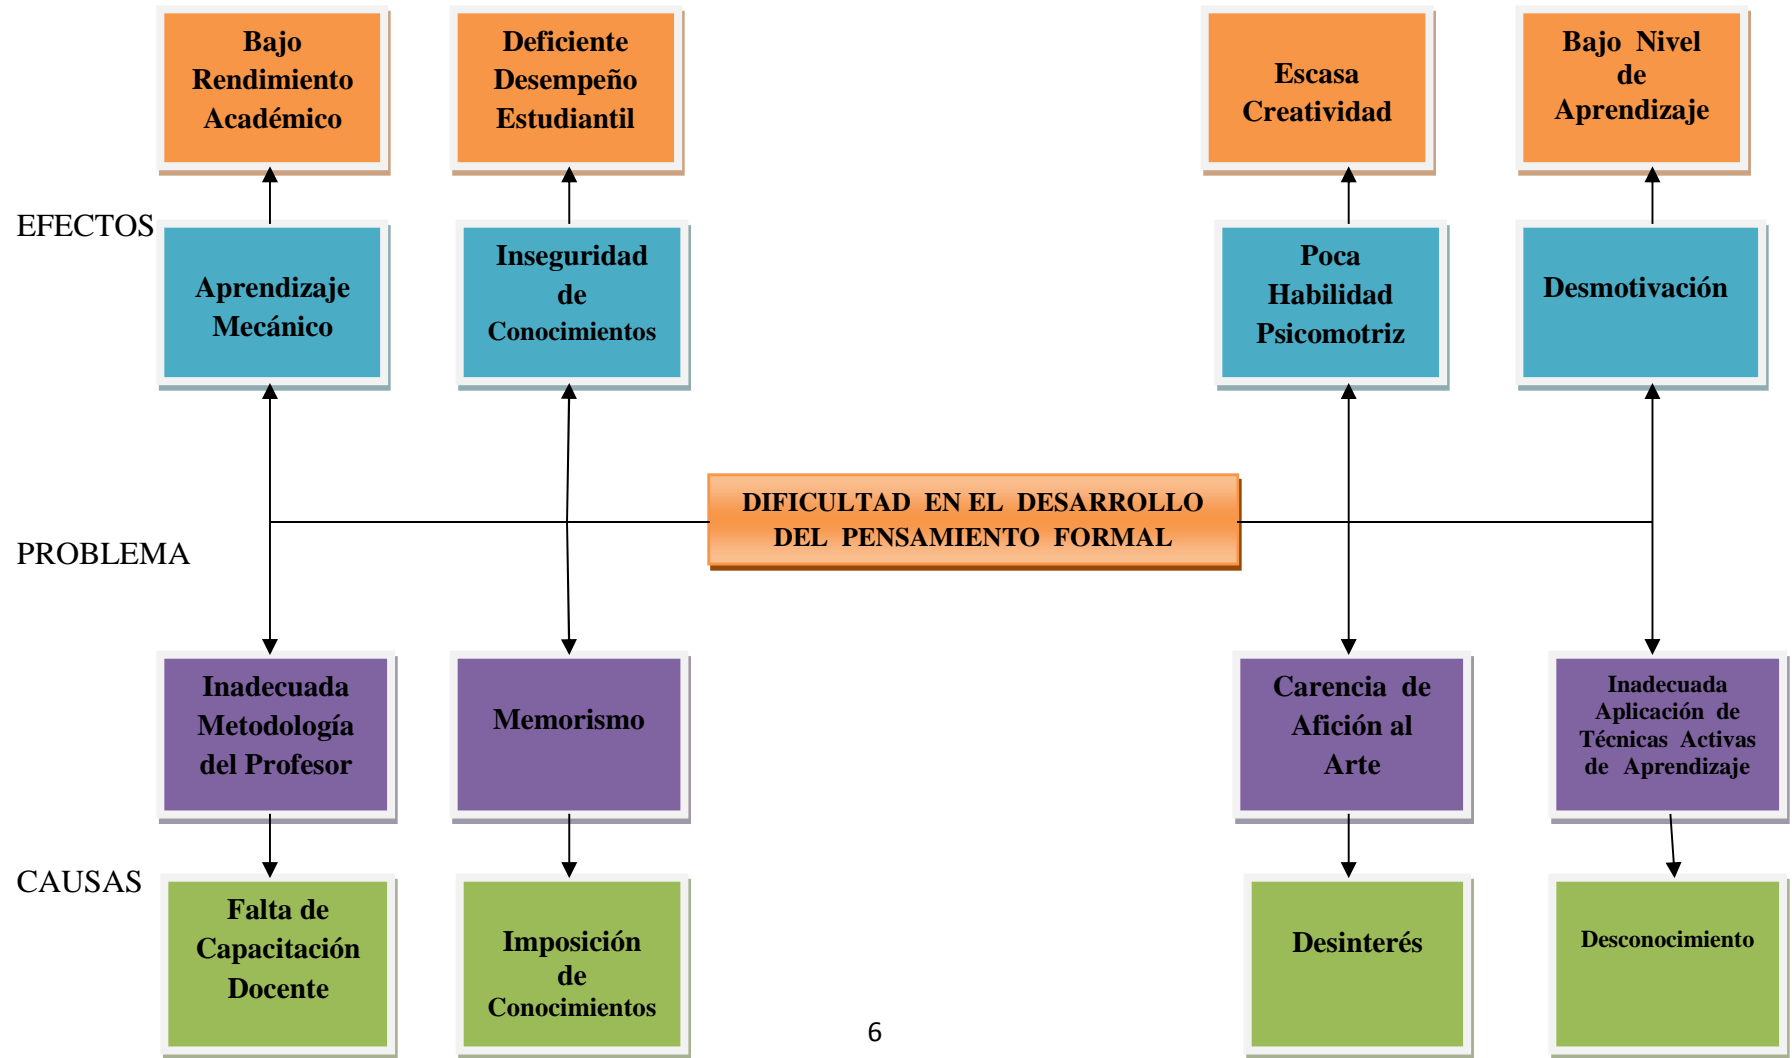 Bajo
Rendimiento
Académico
Deficiente
Desempeño
Estudiantil
Escasa
Creatividad
Bajo Nivel
de
Aprendizaje
EFECTOS
Aprendizaje
Mecánico
Inseguridad
de
Conocimientos
Poca
Habilidad
Psicomotriz
Desmotivación
DIFICULTAD EN EL DESARROLLO
DEL PENSAMIENTO FORMAL
PROBLEMA
Inadecuada
Metodología
del Profesor
Memorismo
Carencia de
Afición al
Arte
Inadecuada
Aplicación de
Técnicas Activas
de Aprendizaje
CAUSAS
Falta de
Capacitación
Docente
Imposición
de
Conocimientos
Desinterés
Desconocimiento
6